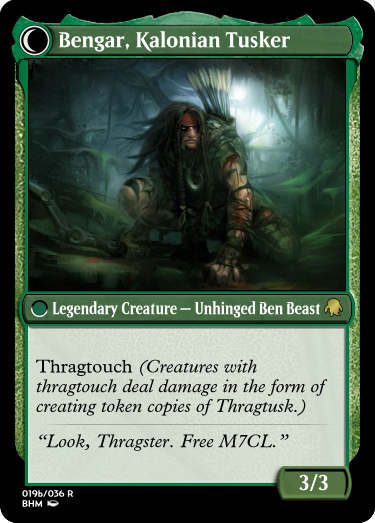 Bengar, Kalonian Tusker
Legendary Creature — Unhinged Ben Beast
Thragtouch (Creatures with
thragtouch deal damage in the form of
creating token copies of Thragtusk.)
“Look, Thragster. Free M7CL.”
3/3
019b/036 R
BHM